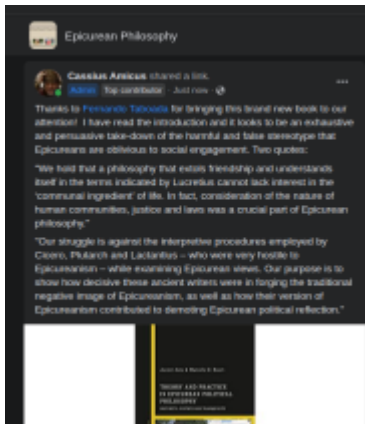 Epicurean Philosophy
Cassius Amicus shared a link.
Admin Top contributor · Just now ·
Thanks to Fernando Taboada for bringing this brand new book to our
attention! I have read the introduction and it looks to be an exhaustive
and persuasive take-down of the harmful and false stereotype that
Epicureans are oblivious to social engagement. Two quotes:
"We hold that a philosophy that extols friendship and understands
itself in the terms indicated by Lucretius cannot lack interest in the
'communal ingredient' of life. In fact, consideration of the nature of
human communities, justice and laws was a crucial part of Epicurean
philosophy."
"Our struggle is against the interpretive procedures employed by
Cicero, Plutarch and Lactantius – who were very hostile to
Epicureanism – while examining Epicurean views. Our purpose is to
show how decisive these ancient writers were in forging the traditional
negative image of Epicureanism, as well as how their version of
Epicureanism contributed to demoting Epicurean political reflection."
THEORY AND PRACTICE
IN EPICUREAN POLITICAL
PHILOSOPHY